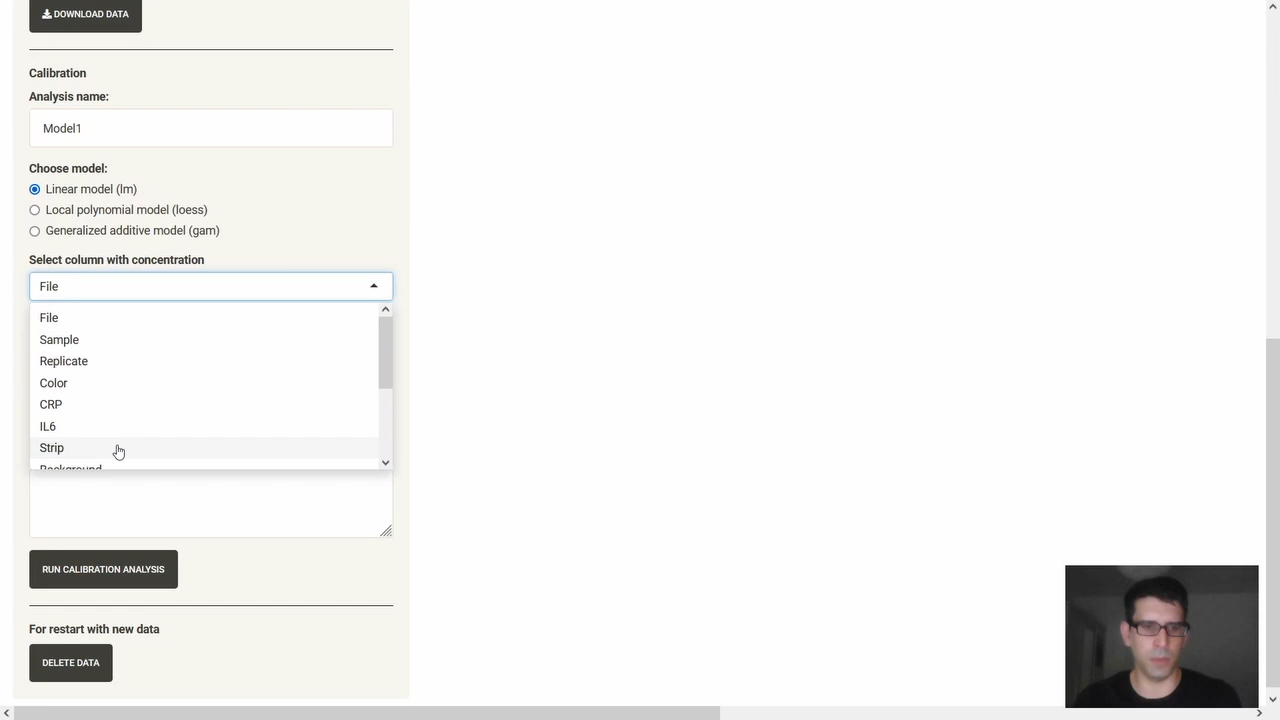 DOWNLOAD DATA
Calibration
Analysis name:
Model1
Choose model:
Linear model (lm)
Local polynomial model (loess)
Generalized additive model (gam)
Select column with concentration
File
File
Sample
Replicate
Color
CRP
IL6
Strip
Background
RUN CALIBRATION ANALYSIS
For restart with new data
DELETE DATA